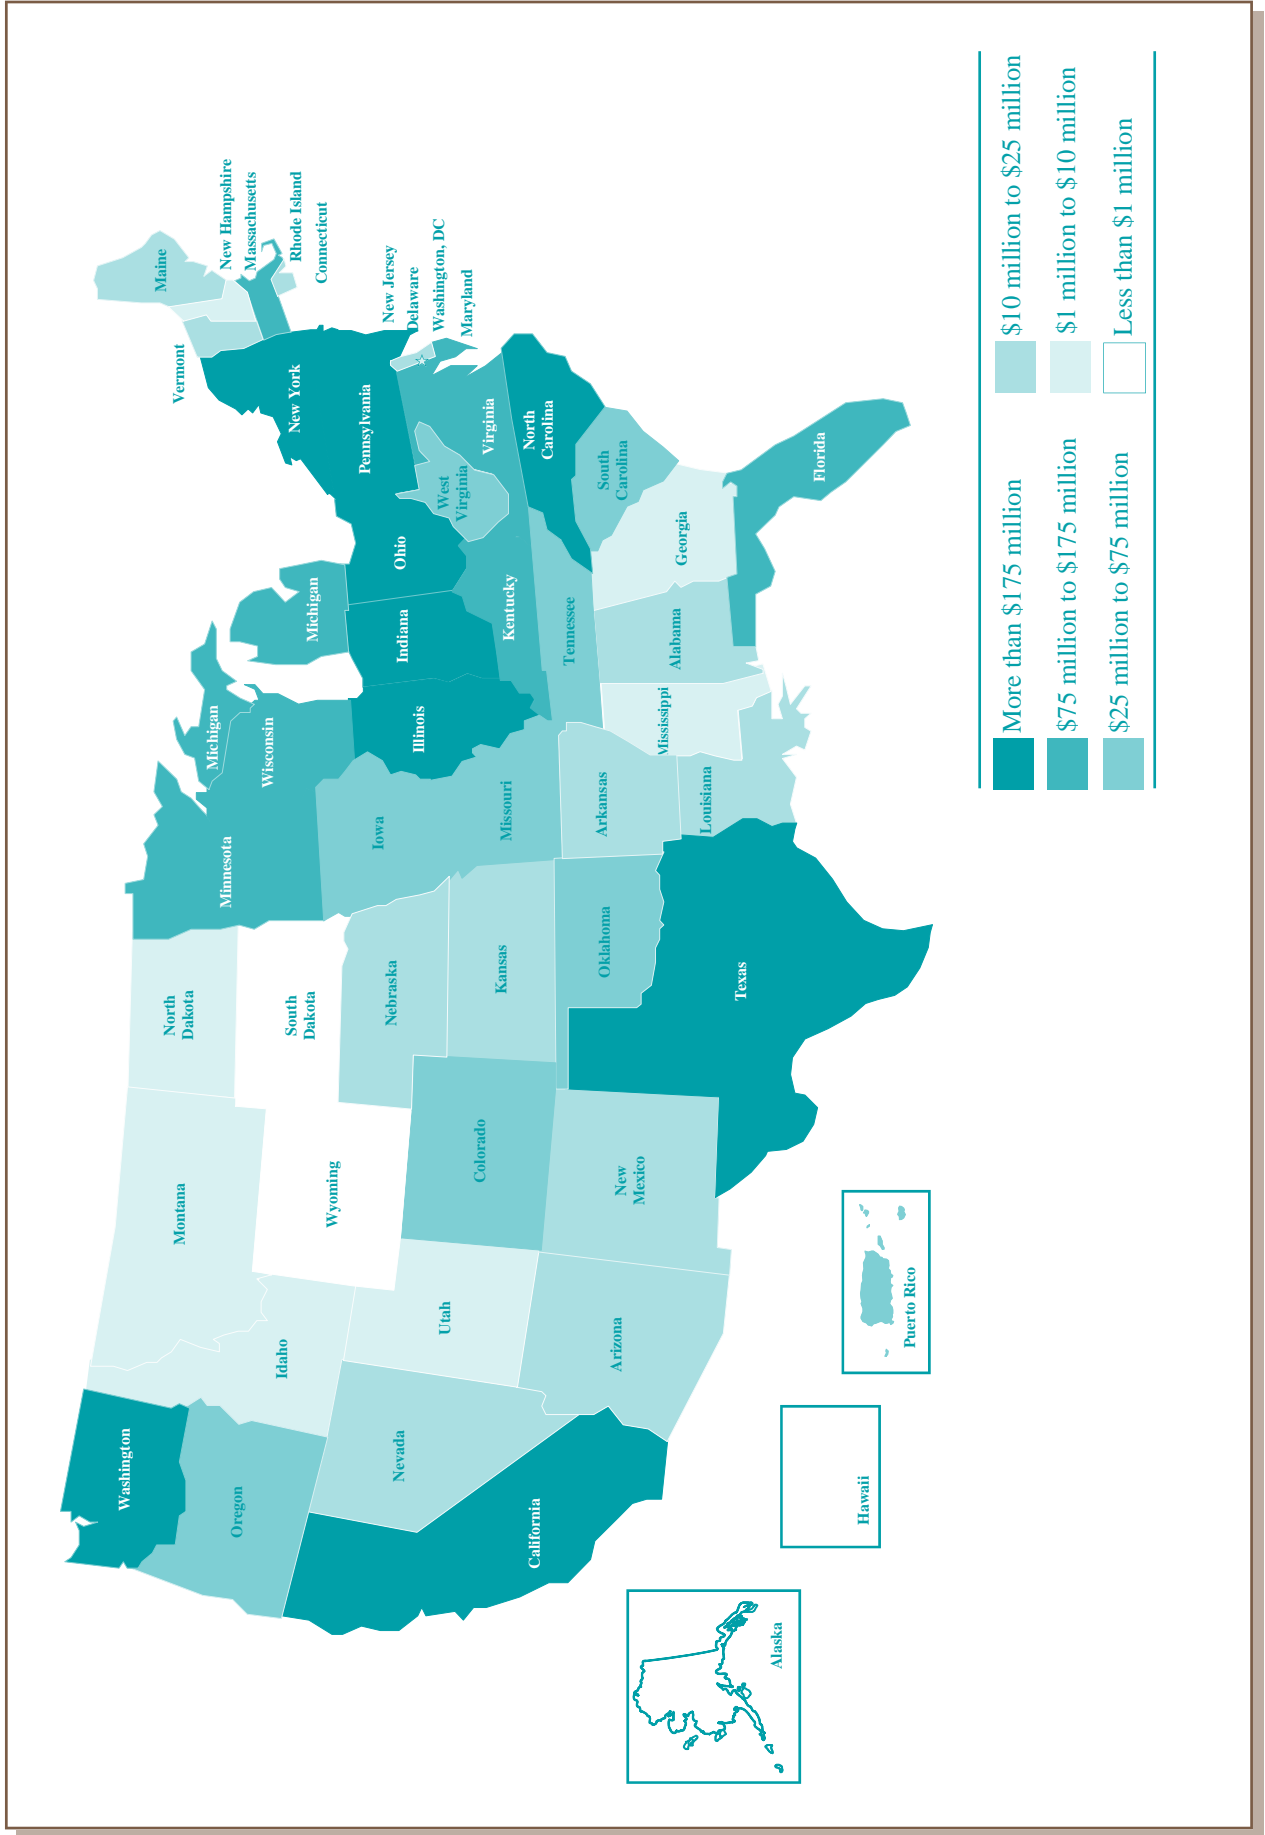 Washington
Oregon
California
Nevada
Idaho
Montana
Wyoming
Utah
Arizona
Colorado
New
Mexico
North
Dakota
South
Dakota
Nebraska
Kansas
Oklahoma
Texas
Minnesota
Iowa
Missouri
Arkansas
Louisiana
Wisconsin
Illinois
Michigan
Michigan
Indiana
Ohio
Kentucky
Tennessee
Mississippi
Alabama
Georgia
Florida
South
Carolina
North
Carolina
Virginia
West
Virginia
Pennsylvania
New York
Vermont
Maine
New Hampshire
Massachusetts
Rhode Island
Connecticut
New Jersey
Delaware
Washington, DC
Maryland
Alaska
Hawaii
Puerto Rico
More than $175 million
$75 million to $175 million
$25 million to $75 million
$10 million to $25 million
$1 million to $10 million
Less than $1 million